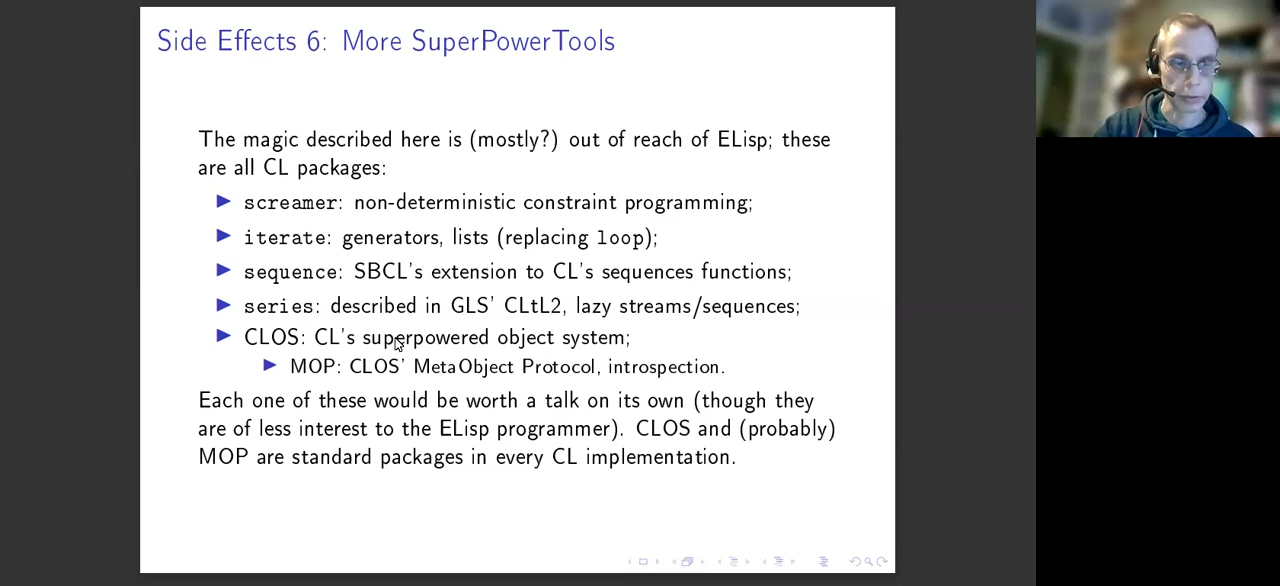 Side Effects 6: More SuperPowerTools
The magic described here is (mostly?) out of reach of ELisp; these
are all CL packages:
screamer: non-deterministic constraint programming;
iterate: generators, lists (replacing loop);
sequence: SBCL's extension to CL's sequences functions;
series: described in GLS' CLtL2, lazy streams/sequences;
CLOS: CL's superpowered object system;
MOP: CLOS' MetaObject Protocol, introspection.
Each one of these would be worth a talk on its own (though they
are of less interest to the ELisp programmer). CLOS and (probably)
MOP are standard packages in every CL implementation.